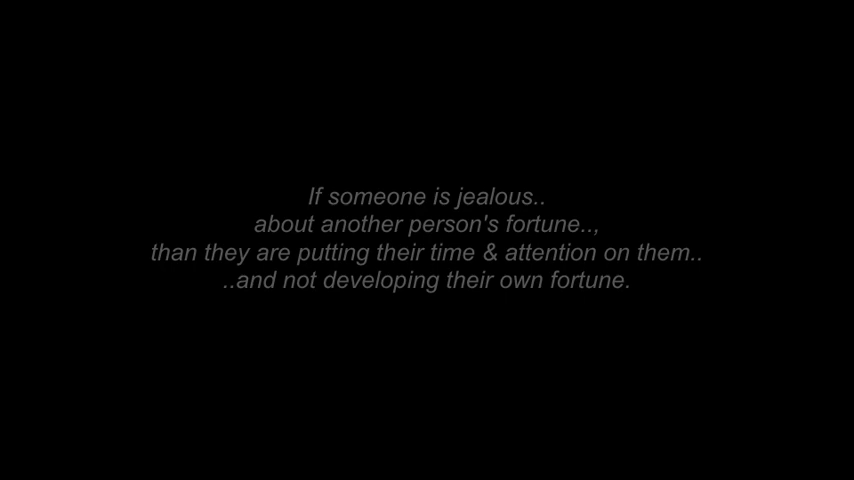 If someone is jealous..
about another person's fortune..,
than they are putting their time & attention on them..
..and not developing their own fortune.